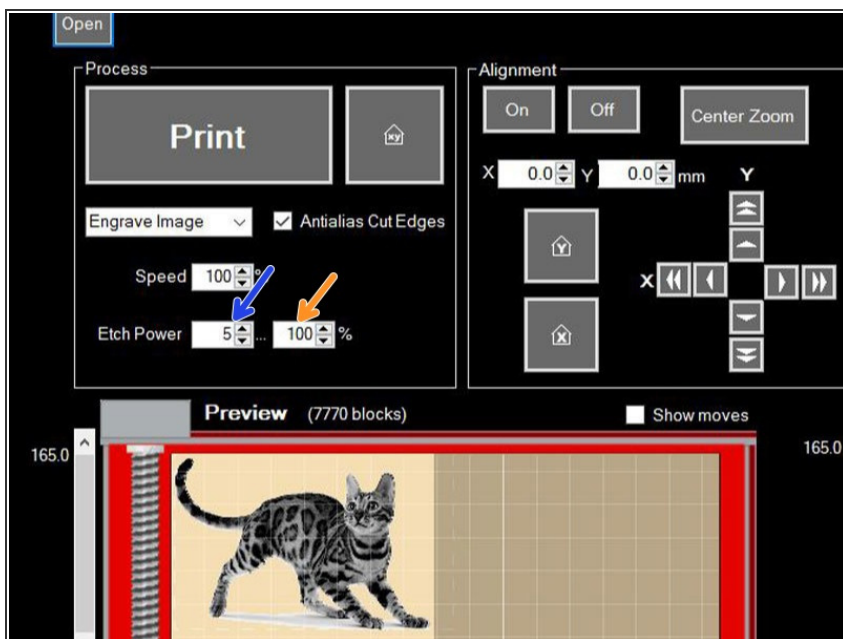 Open
Process
Print
xy
Engrave Image
Antialias Cut Edges
Speed 100 %
Etch Power 5 ... 100 %
Alignment
On Off Center Zoom
X 0.0 Y 0.0 mm
Y
Y
X
X
Preview (7770 blocks) Show moves
165.0 165.0